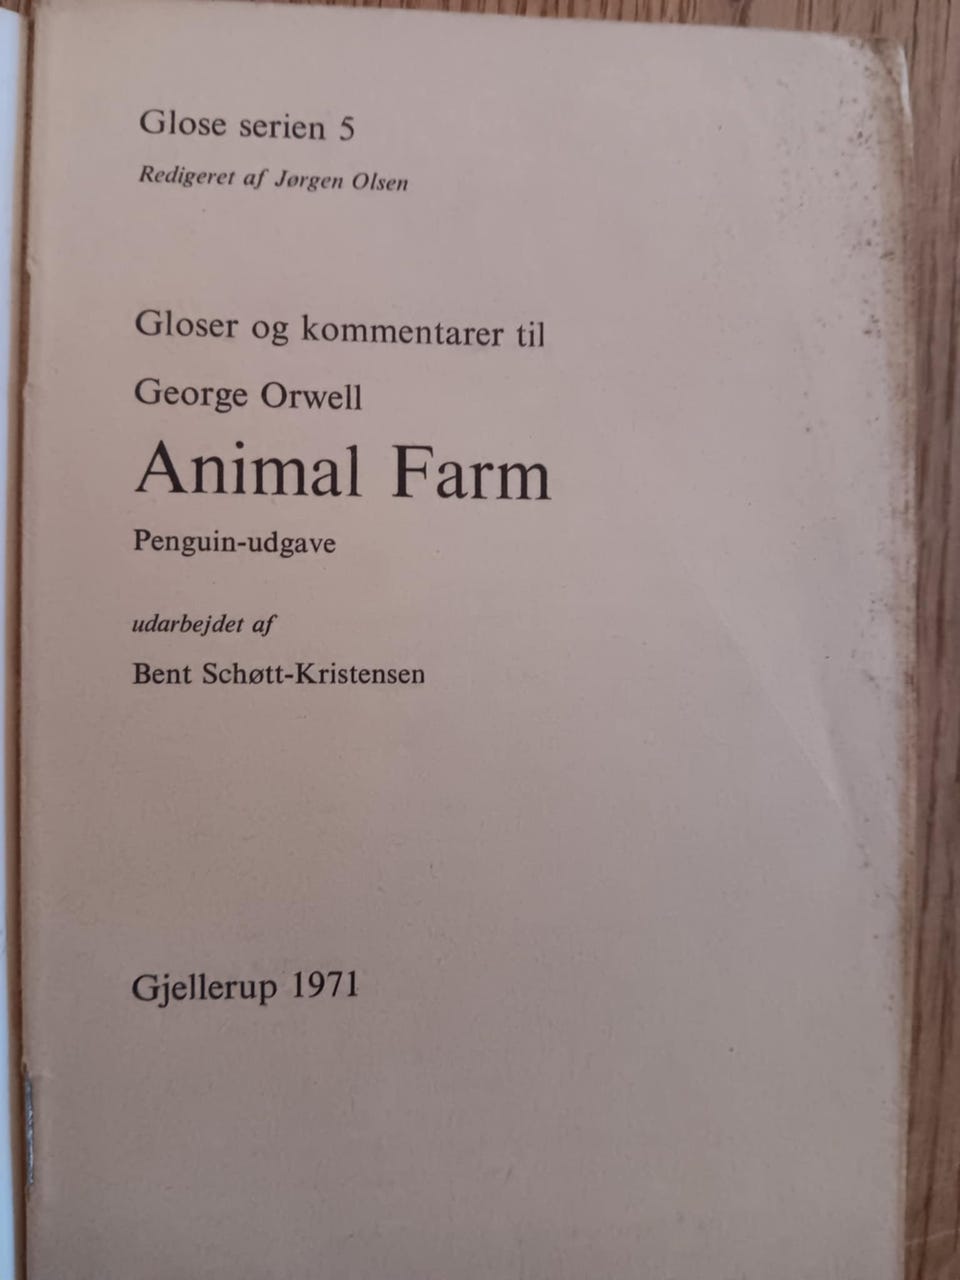 Glose serien 5
Redigeret af Jørgen Olsen
Gloser og kommentarer til
George Orwell
Animal Farm
Penguin-udgave
udarbejdet af
Bent Schøtt-Kristensen
Gjellerup 1971